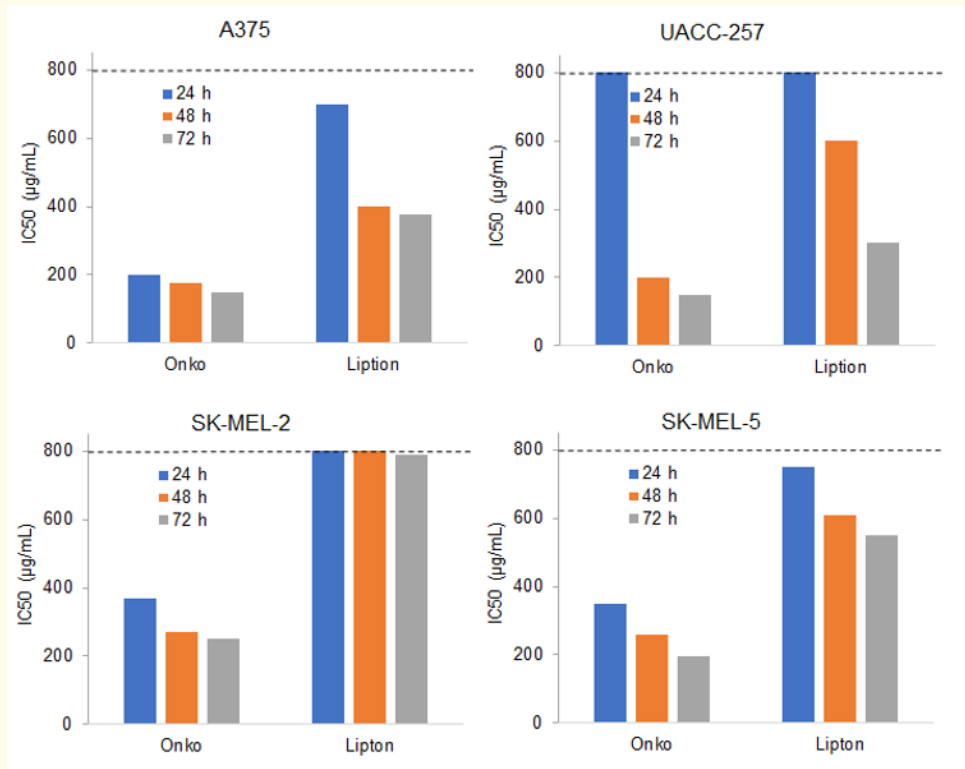 A375
800
600
400
200
0
IC50 (µg/mL)
24 h
48 h
72 h
Onko
Liption
UACC-257
800
600
400
200
0
IC50 (µg/mL)
24 h
48 h
72 h
Onko
Liption
SK-MEL-2
800
600
400
200
0
IC50 (µg/mL)
24 h
48 h
72 h
Onko
Lipton
SK-MEL-5
800
600
400
200
0
IC50 (µg/mL)
24 h
48 h
72 h
Onko
Lipton